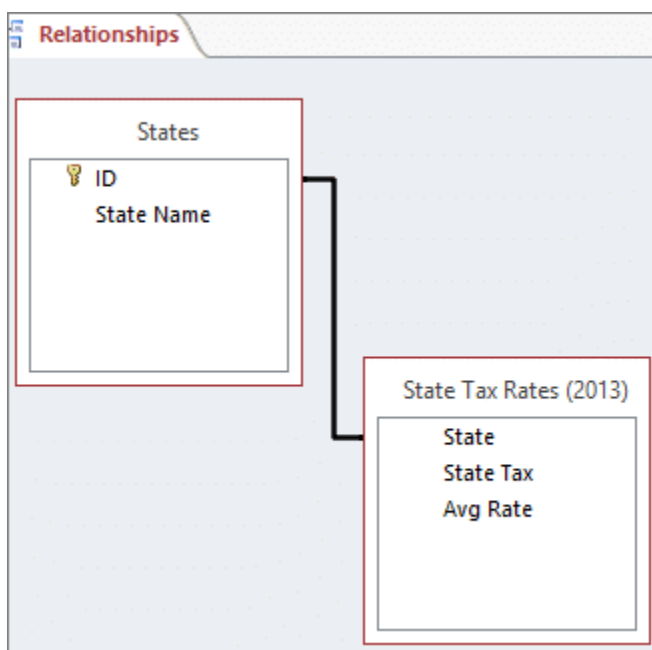 Relationships
States
ID
State Name
State Tax Rates (2013)
State
State Tax
Avg Rate